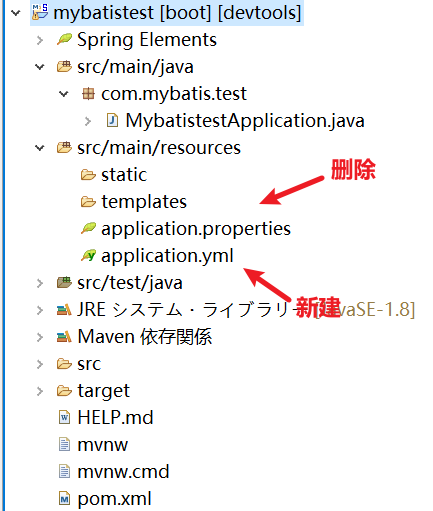 mybatistest [boot] [devtools]
Spring Elements
src/main/java
com.mybatis.test
MybatistestApplication.java
src/main/resources
static
删除
templates
application.properties
application.yml
src/test/java
新建
JRE システム・ライブラリー [JavaSE-1.8]
Maven 依存関係
src
target
HELP.md
mvnw
mvnw.cmd
pom.xml